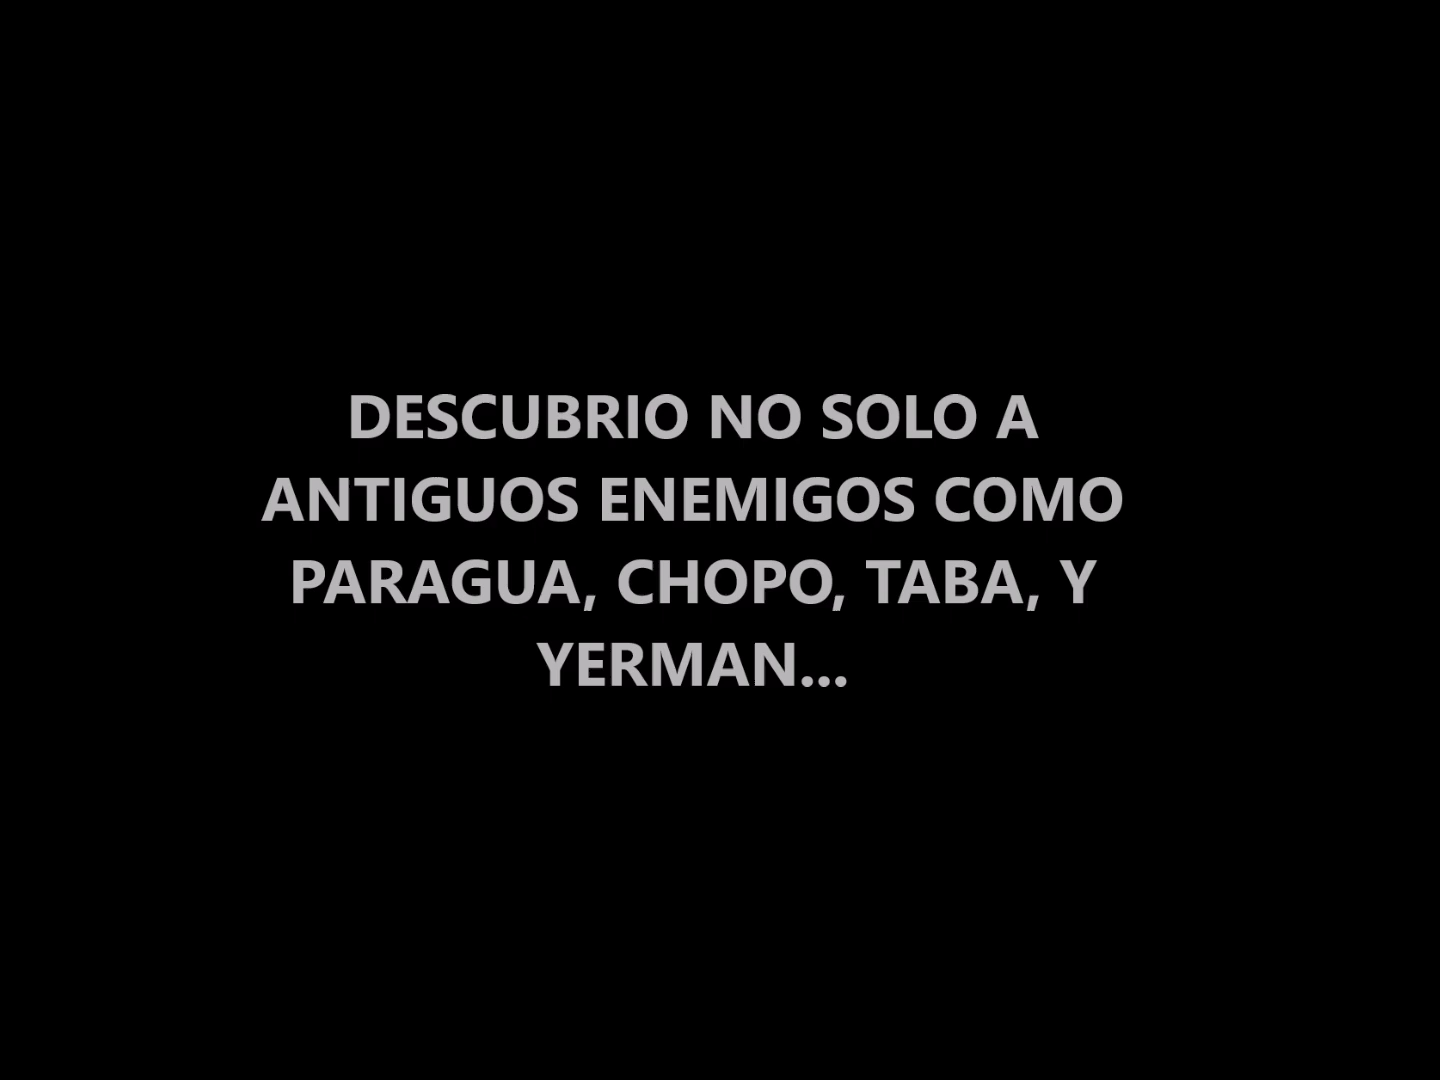 DESCUBRIO NO SOLO A
ANTIGUOS ENEMIGOS COMO
PARAGUA, CHOPO, TABA, Y
YERMAN...